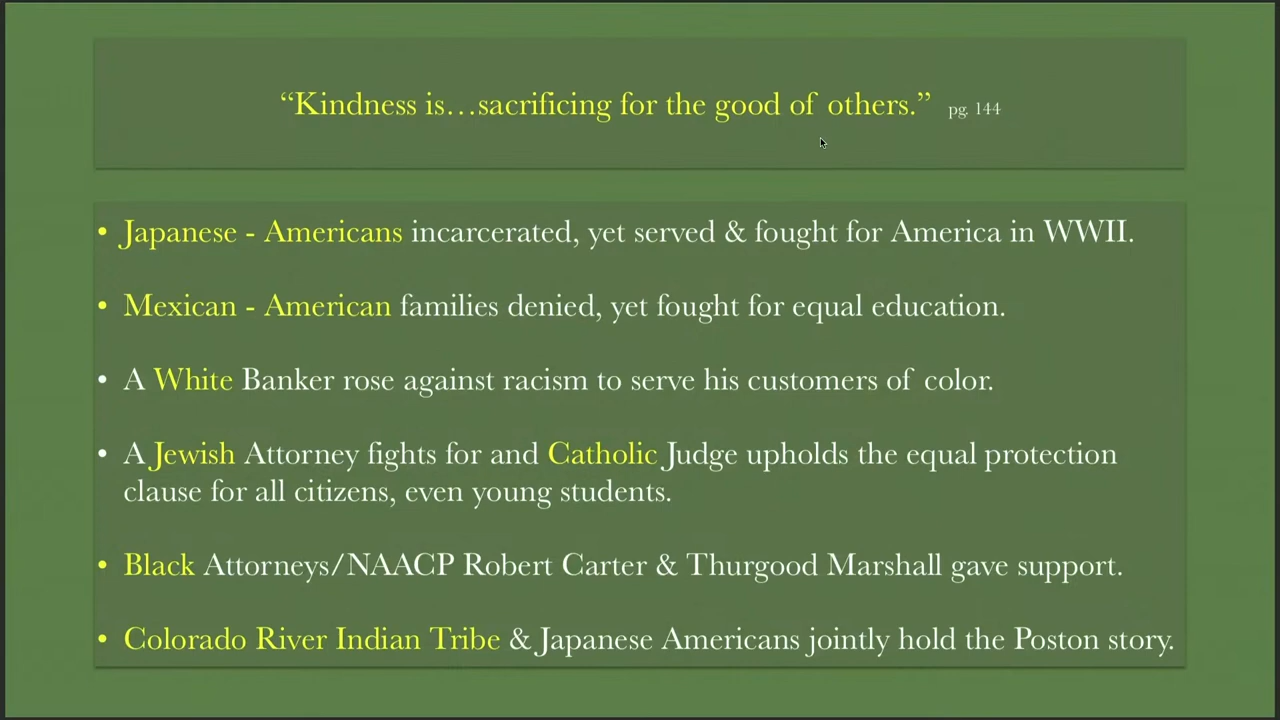 “Kindness is…sacrificing for the good of others.” pg. 144
• Japanese - Americans incarcerated, yet served & fought for America in WWII.
• Mexican - American families denied, yet fought for equal education.
• A White Banker rose against racism to serve his customers of color.
• A Jewish Attorney fights for and Catholic Judge upholds the equal protection
clause for all citizens, even young students.
• Black Attorneys/NAACP Robert Carter & Thurgood Marshall gave support.
• Colorado River Indian Tribe & Japanese Americans jointly hold the Poston story.